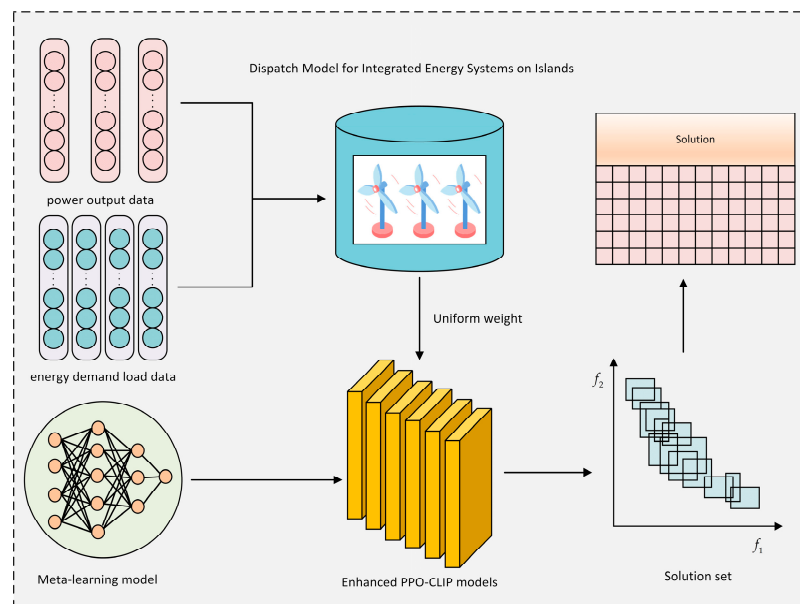 Dispatch Model for Integrated Energy Systems on Islands
power output data
Solution
Uniform weight
energy demand load data
f2
f1
Meta-learning model
Enhanced PPO-CLIP models
Solution set